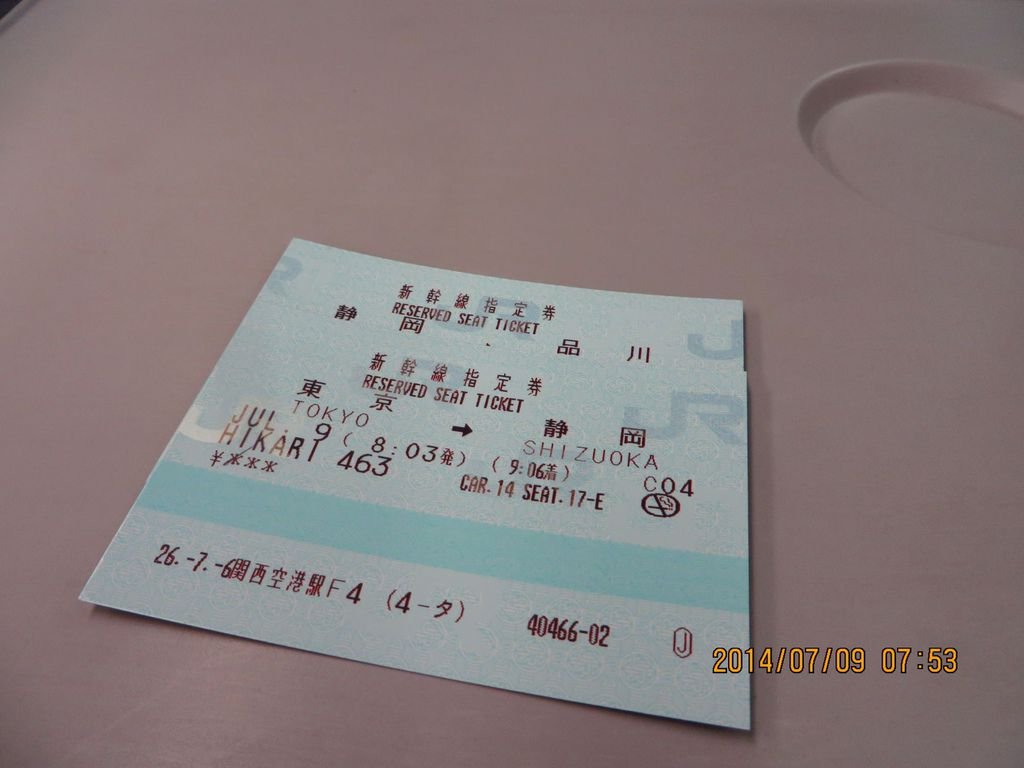 新幹線指定券
RESERVED SEAT TICKET
静 岡 品 川
新幹線指定券
RESERVED SEAT TICKET
東 京 → 静 岡
TOKYO SHIZUOKA
JUL. 9 ( 8:03発) ( 9:06着) C04
HIKARI 463 CAR.14 SEAT.17-E
¥***
26.-7.-6関西空港駅F4 (4-タ) 40466-02 J
2014/07/09 07:53